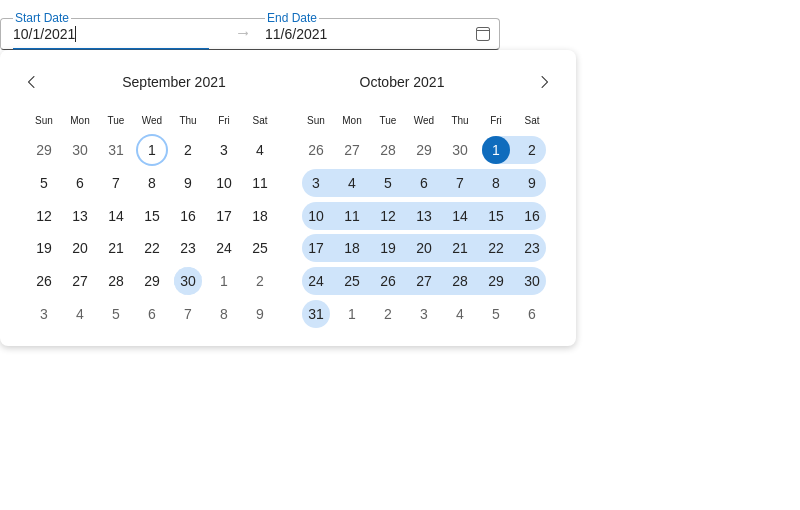 Start Date End Date
10/1/2021 → 11/6/2021
September 2021
Sun Mon Tue Wed Thu Fri Sat
29 30 31 1 2 3 4
5 6 7 8 9 10 11
12 13 14 15 16 17 18
19 20 21 22 23 24 25
26 27 28 29 30 1 2
3 4 5 6 7 8 9
October 2021
Sun Mon Tue Wed Thu Fri Sat
26 27 28 29 30 1 2
3 4 5 6 7 8 9
10 11 12 13 14 15 16
17 18 19 20 21 22 23
24 25 26 27 28 29 30
31 1 2 3 4 5 6